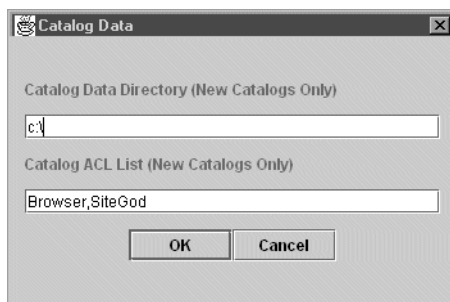 Catalog Data
Catalog Data Directory (New Catalogs Only)
c:\
Catalog ACL List (New Catalogs Only)
Browser,SiteGod
OK Cancel